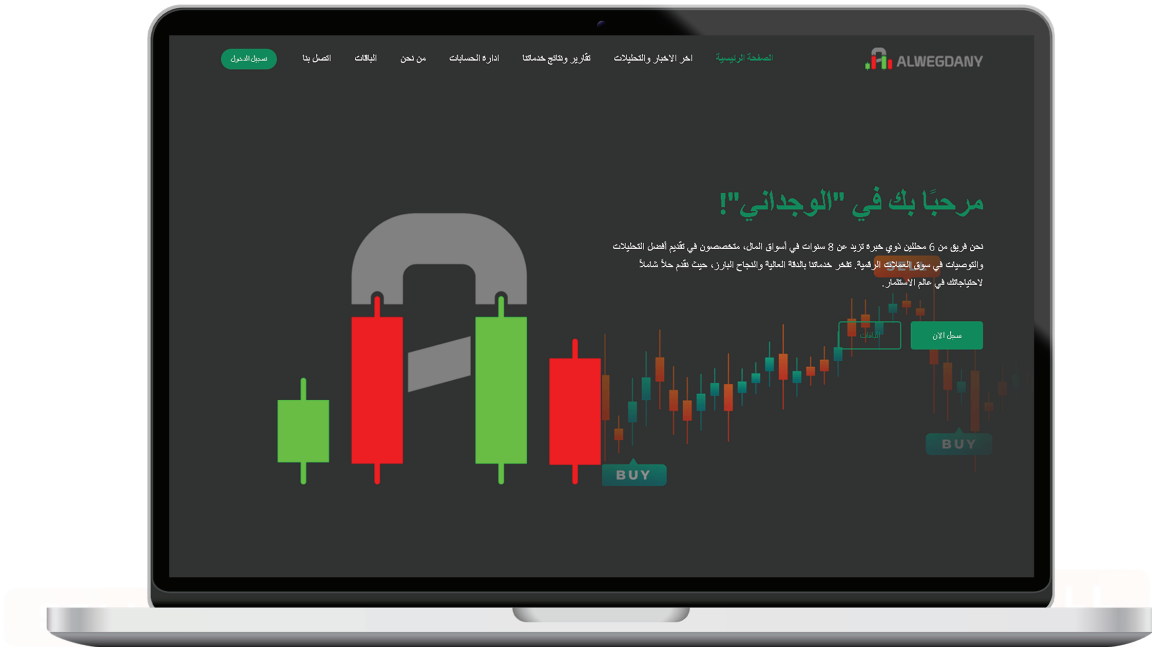 ALWEGDANY
الصفحة الرئيسية
اخر الاخبار والتحليلات
تقارير ونتائج خدماتنا
ادارة الحسابات
من نحن
الباقات
اتصل بنا
تسجيل الدخول
مرحبًا بك في "الوجداني"!
نحن فريق من 6 محللين ذوي خبرة تزيد عن 8 سنوات في أسواق المال، متخصصون في تقديم أفضل التحليلات
والتوصيات في سوق العملات الرقمية. تفخر خدماتنا بالدقة العالية والنجاح البارز، حيث نقدم حلاً شاملاً
لاحتياجاتك في عالم الاستثمار.
SELL
سجل الان
BUY
BUY